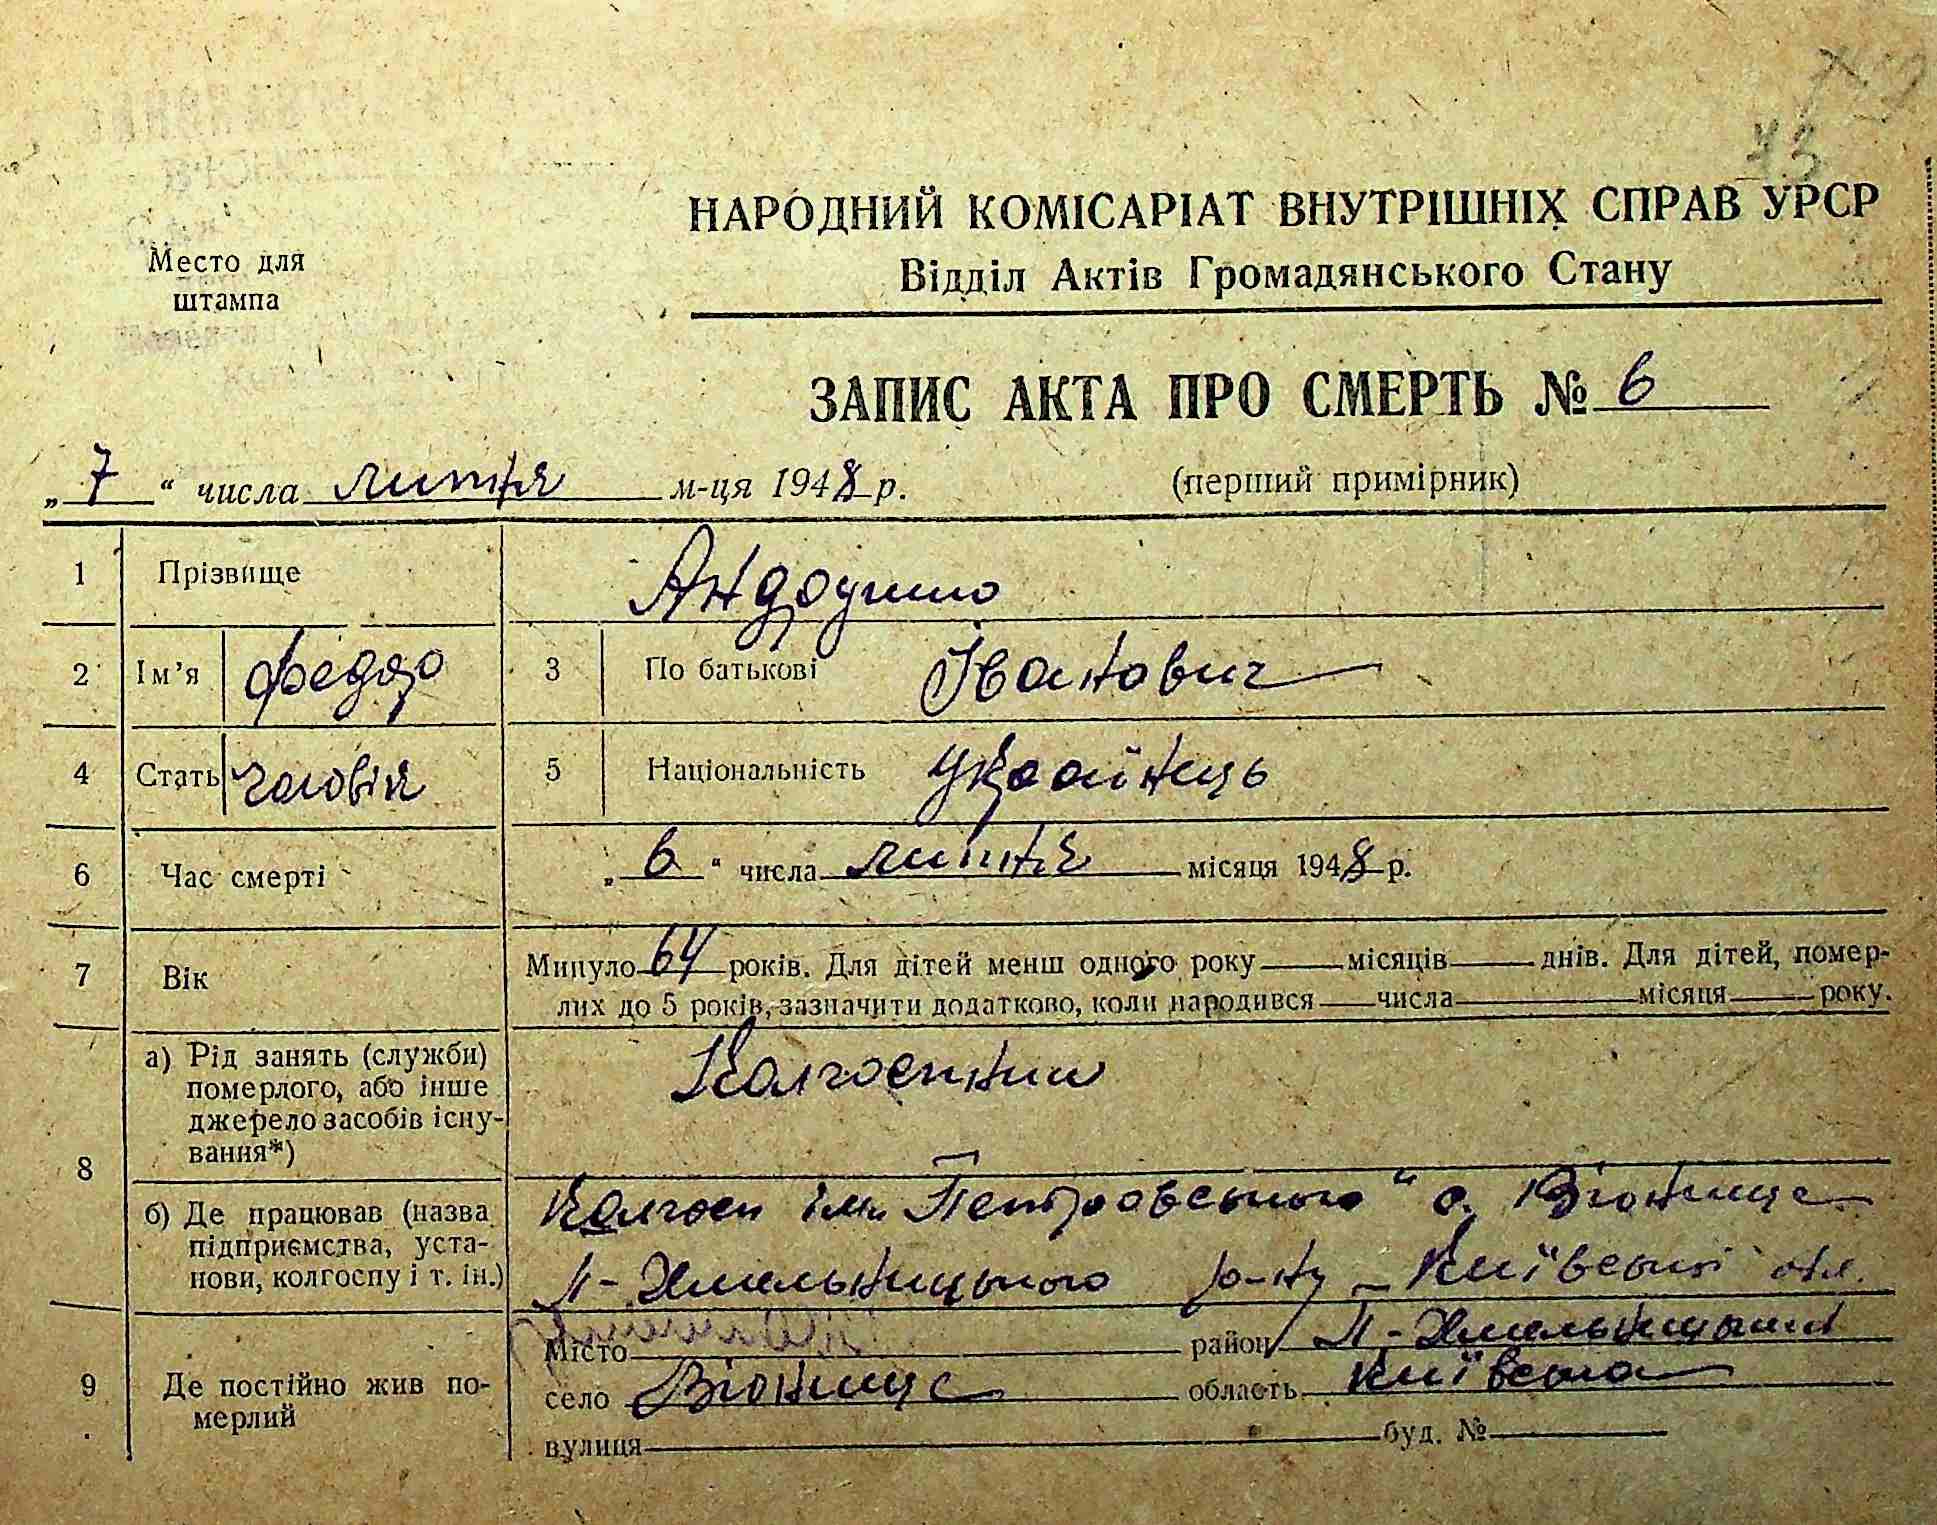 73
НАРОДНИЙ КОМІСАРІАТ ВНУТРІШНІХ СПРАВ УРСР
Место для штампа
Відділ Актів Громадянського Стану
ЗАПИС АКТА ПРО СМЕРТЬ № 6
„7“ числа липня м-ця 1948 р. (перший примірник)
1 Прізвище
2 Ім’я Федор 3 По батькові Іванович
4 Стать чоловік 5 Національність українець
6 Час смерті „6“ числа липня місяця 1948 р.
7 Вік Минуло 64 років. Для дітей менш одного року місяців днів. Для дітей, помер-
лих до 5 років, зазначити додатково, коли народився числа місяця року.
8 а) Рід занять (служби) Колгоспник
померлого, або інше
джерело засобів існу-
вання*)
б) Де працював (назва Колгосп ім. Петровського" с. Вюнище
підприємства, уста-
нови, колгоспу і т. ін.) П-Хмельницького р-ну - Київської обл.
9 Де постійно жив по-
мерлий
Місто район П-Хмельницький
село Вюнище область Київська
вулиця буд. №